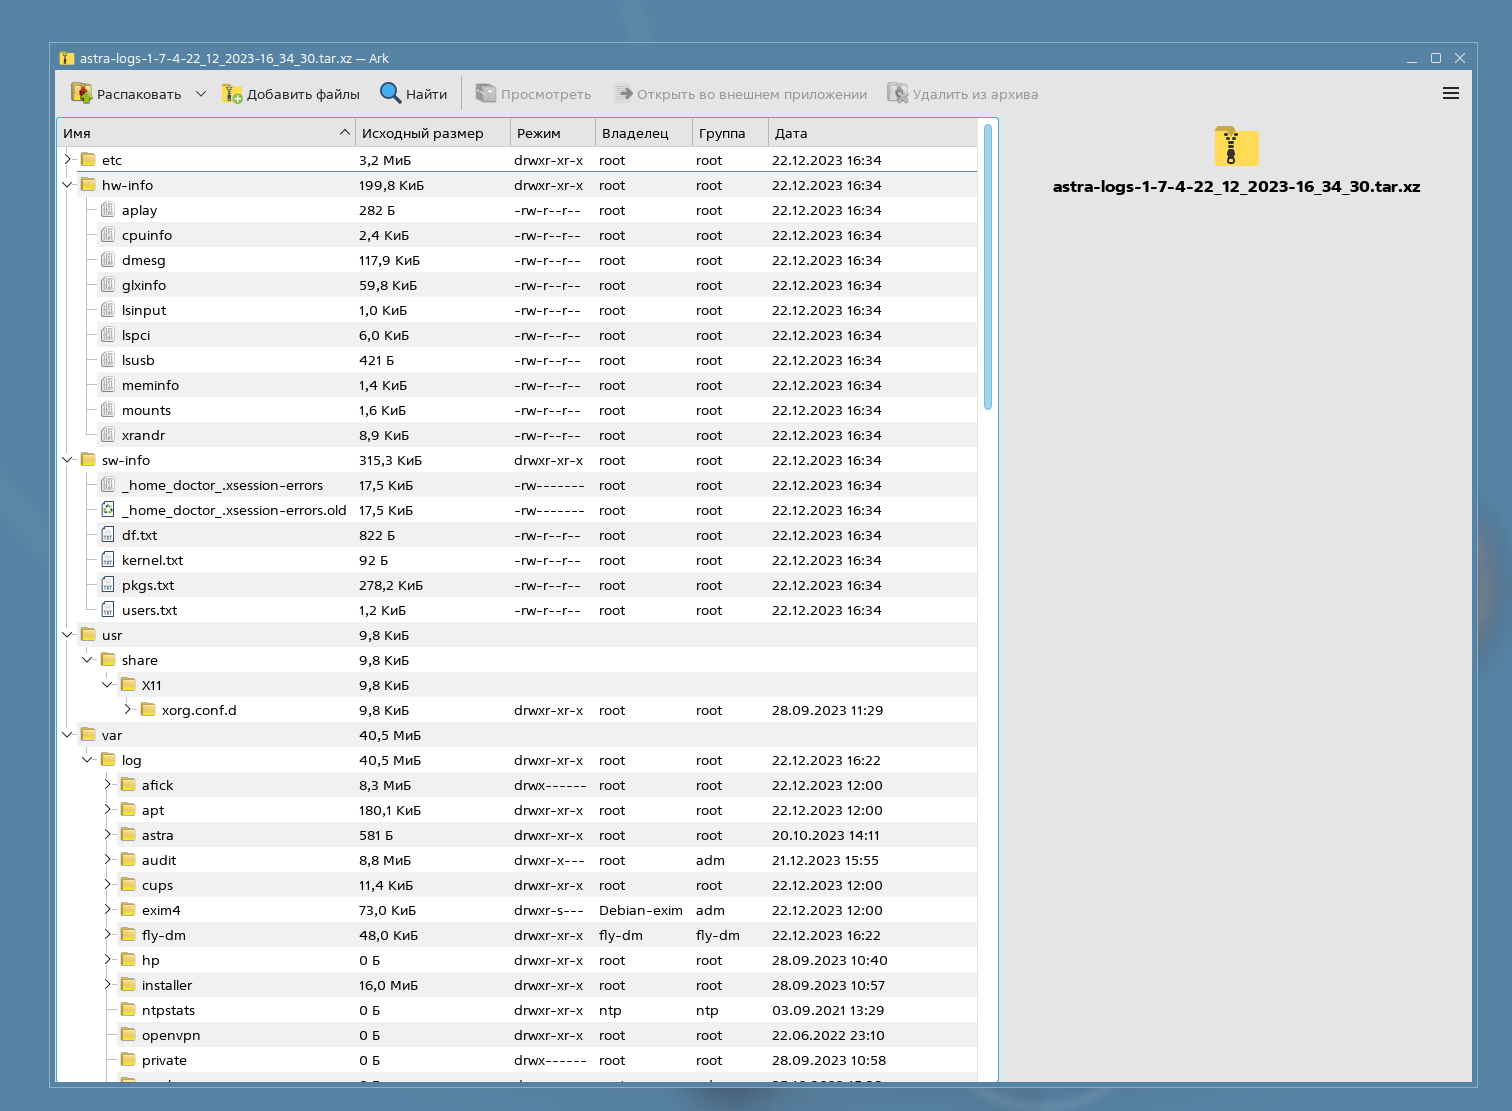 astra-logs-1-7-4-22_12_2023-16_34_30.tar.xz — Ark
Распаковать Добавить файлы Найти Просмотреть Открыть во внешнем приложении Удалить из архива
Имя Исходный размер Режим Владелец Группа Дата
etc 3,2 МиБ drwxr-xr-x root root 22.12.2023 16:34
hw-info 199,8 КиБ drwxr-xr-x root root 22.12.2023 16:34
aplay 282 Б -rw-r--r-- root root 22.12.2023 16:34
cpuinfo 2,4 КиБ -rw-r--r-- root root 22.12.2023 16:34
dmesg 117,9 КиБ -rw-r--r-- root root 22.12.2023 16:34
glxinfo 59,8 КиБ -rw-r--r-- root root 22.12.2023 16:34
lsinput 1,0 КиБ -rw-r--r-- root root 22.12.2023 16:34
lspci 6,0 КиБ -rw-r--r-- root root 22.12.2023 16:34
lsusb 421 Б -rw-r--r-- root root 22.12.2023 16:34
meminfo 1,4 КиБ -rw-r--r-- root root 22.12.2023 16:34
mounts 1,6 КиБ -rw-r--r-- root root 22.12.2023 16:34
xrandr 8,9 КиБ -rw-r--r-- root root 22.12.2023 16:34
sw-info 315,3 КиБ drwxr-xr-x root root 22.12.2023 16:34
_home_doctor_.xsession-errors 17,5 КиБ -rw------- root root 22.12.2023 16:34
_home_doctor_.xsession-errors.old 17,5 КиБ -rw------- root root 22.12.2023 16:34
df.txt 822 Б -rw-r--r-- root root 22.12.2023 16:34
kernel.txt 92 Б -rw-r--r-- root root 22.12.2023 16:34
pkgs.txt 278,2 КиБ -rw-r--r-- root root 22.12.2023 16:34
users.txt 1,2 КиБ -rw-r--r-- root root 22.12.2023 16:34
usr 9,8 КиБ
share 9,8 КиБ
X11 9,8 КиБ
xorg.conf.d 9,8 КиБ drwxr-xr-x root root 28.09.2023 11:29
var 40,5 МиБ
log 40,5 МиБ drwxr-xr-x root root 22.12.2023 16:22
afick 8,3 МиБ drwx------ root root 22.12.2023 12:00
apt 180,1 КиБ drwxr-xr-x root root 22.12.2023 12:00
astra 581 Б drwxr-xr-x root root 20.10.2023 14:11
audit 8,8 МиБ drwxr-x--- root adm 21.12.2023 15:55
cups 11,4 КиБ drwxr-xr-x root root 22.12.2023 12:00
exim4 73,0 КиБ drwxr-s--- Debian-exim adm 22.12.2023 12:00
fly-dm 48,0 КиБ drwxr-xr-x fly-dm fly-dm 22.12.2023 16:22
hp 0 Б drwxr-xr-x root root 28.09.2023 10:40
installer 16,0 МиБ drwxr-xr-x root root 28.09.2023 10:57
ntpstats 0 Б drwxr-xr-x ntp ntp 03.09.2021 13:29
openvpn 0 Б drwxr-xr-x root root 22.06.2022 23:10
private 0 Б drwx------ root root 28.09.2023 10:58
astra-logs-1-7-4-22_12_2023-16_34_30.tar.xz